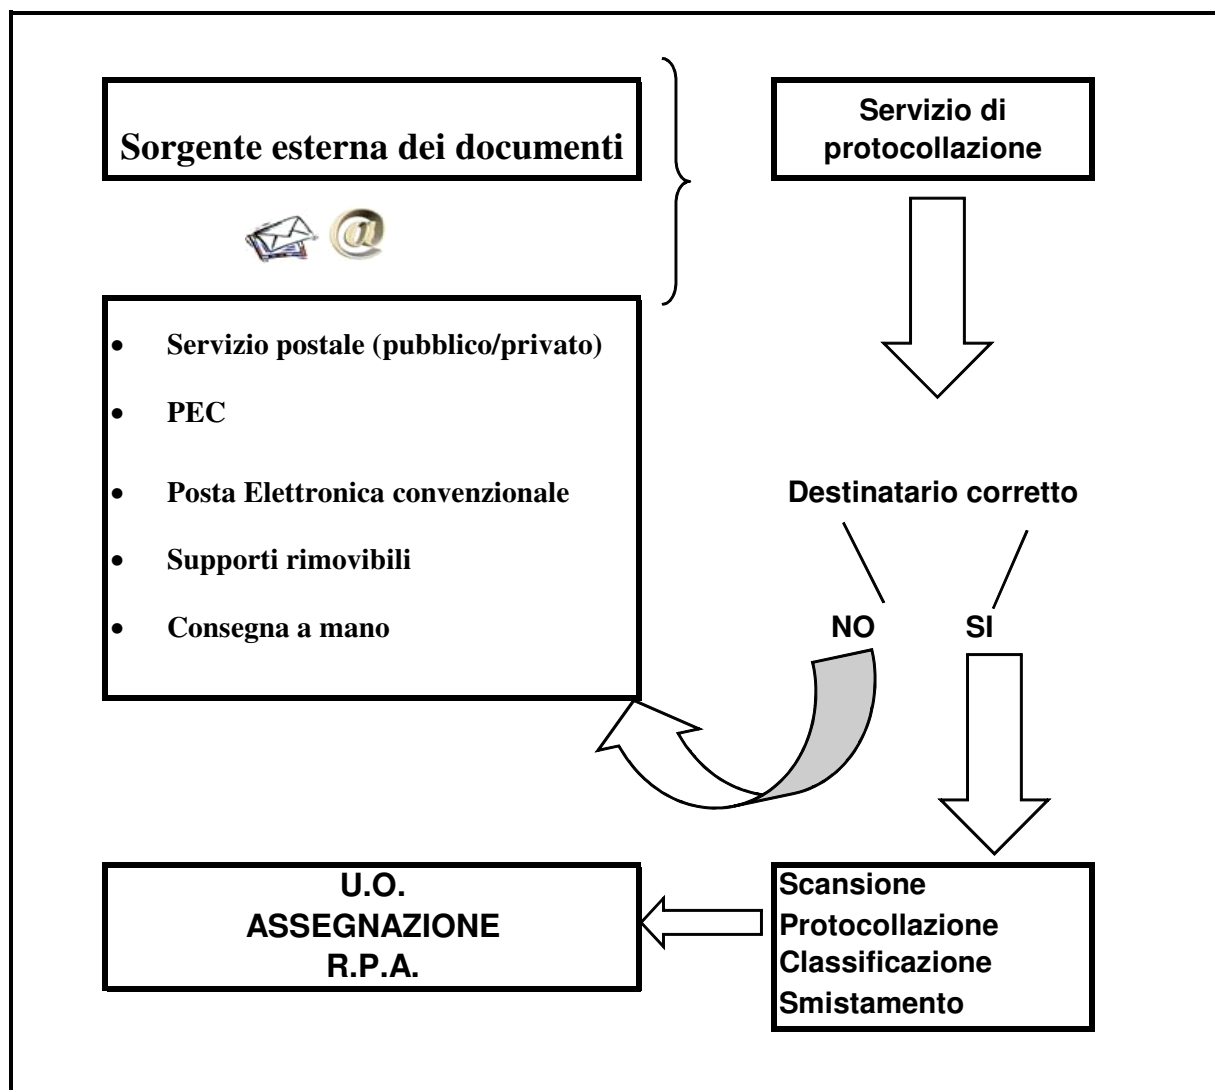 Sorgente esterna dei documenti
Servizio di
protocollazione
• Servizio postale (pubblico/privato)
• PEC
• Posta Elettronica convenzionale
• Supporti rimovibili
• Consegna a mano
Destinatario corretto
NO
SI
Scansione
Protocollazione
Classificazione
Smistamento
U.O.
ASSEGNAZIONE
R.P.A.